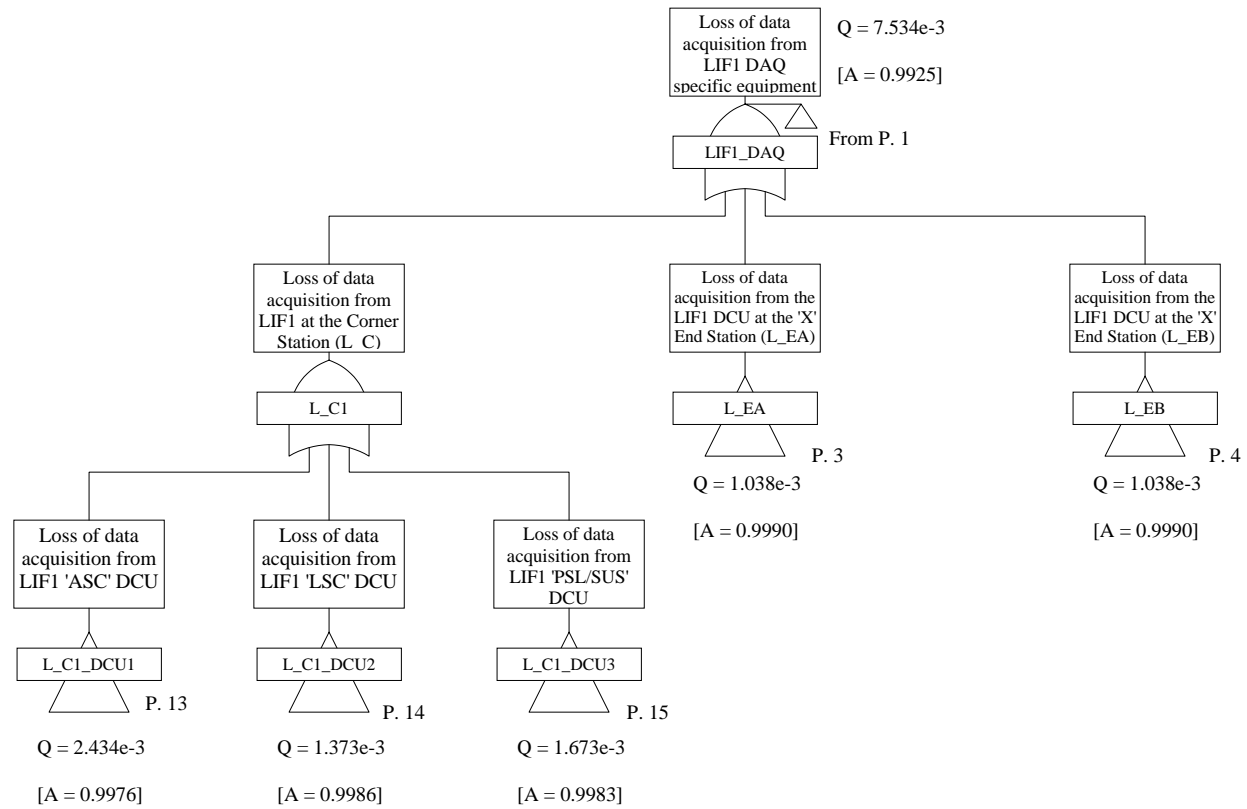 Loss of data
acquisition from
LIF1 DAQ
specific equipment
Q = 7.534e-3
[A = 0.9925]
From P. 1
LIF1_DAQ
Loss of data
acquisition from
LIF1 at the Corner
Station (L_C)
L_C1
Loss of data
acquisition from the
LIF1 DCU at the 'X'
End Station (L_EA)
L_EA
P. 3
Q = 1.038e-3
[A = 0.9990]
Loss of data
acquisition from the
LIF1 DCU at the 'X'
End Station (L_EB)
L_EB
P. 4
Q = 1.038e-3
[A = 0.9990]
Loss of data
acquisition from
LIF1 'ASC' DCU
L_C1_DCU1
P. 13
Q = 2.434e-3
[A = 0.9976]
Loss of data
acquisition from
LIF1 'LSC' DCU
L_C1_DCU2
P. 14
Q = 1.373e-3
[A = 0.9986]
Loss of data
acquisition from
LIF1 'PSL/SUS'
DCU
L_C1_DCU3
P. 15
Q = 1.673e-3
[A = 0.9983]